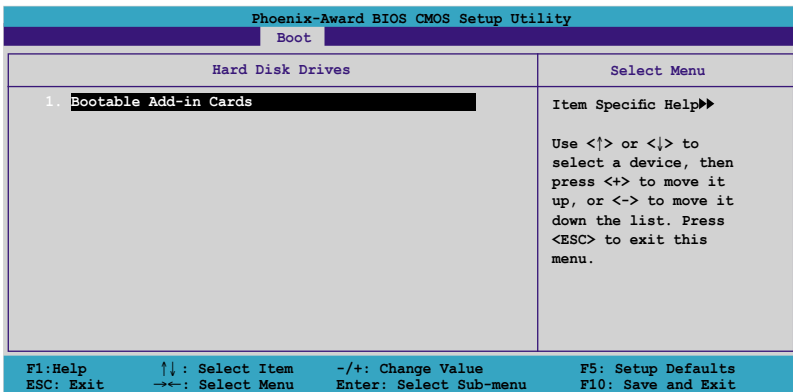 Phoenix-Award BIOS CMOS Setup Utility
Boot
Hard Disk Drives
Select Menu
1. Bootable Add-in Cards
Item Specific Help▶▶
Use <↑> or <↓> to
select a device, then
press <+> to move it
up, or <-> to move it
down the list. Press
<ESC> to exit this
menu.
F1:Help ↑↓: Select Item -/+: Change Value F5: Setup Defaults
ESC: Exit →←: Select Menu Enter: Select Sub-menu F10: Save and Exit